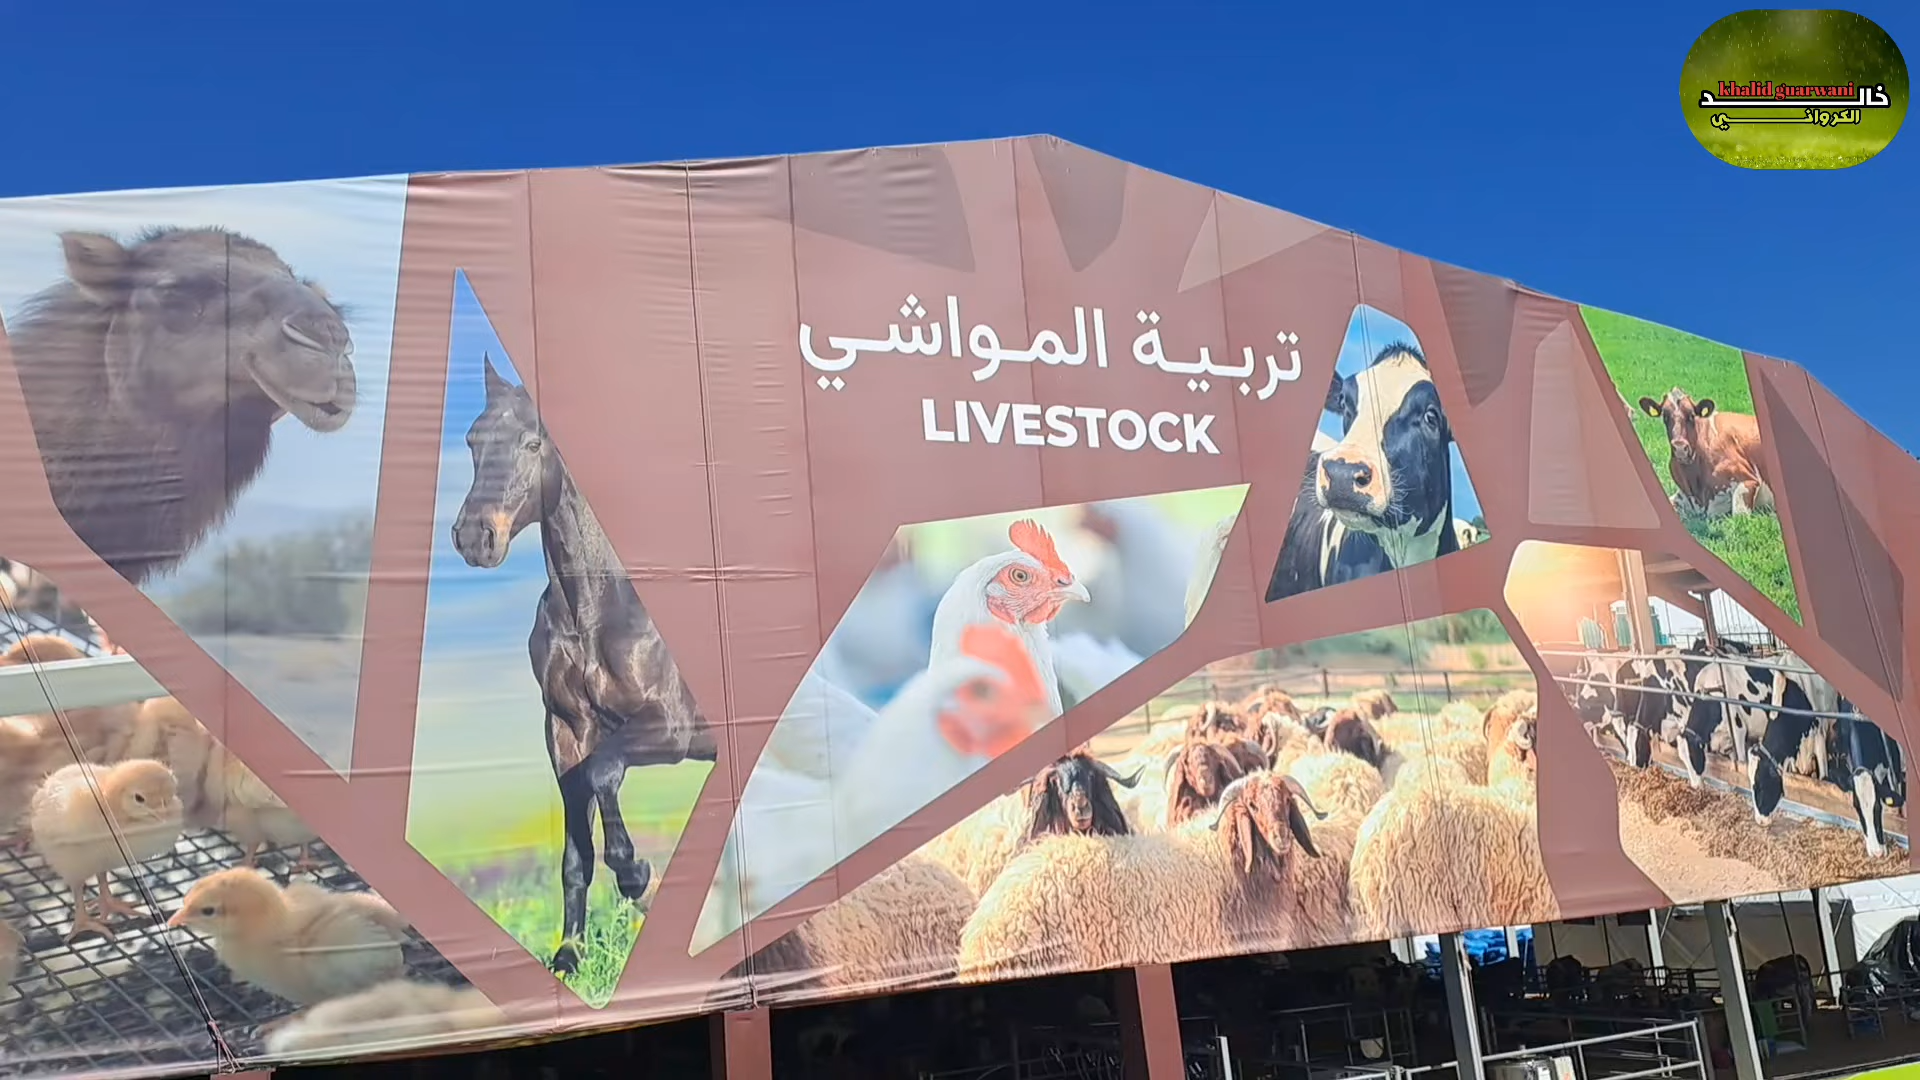 تربية المواشي
LIVESTOCK
khalid guarwani
خالد
الكرواني